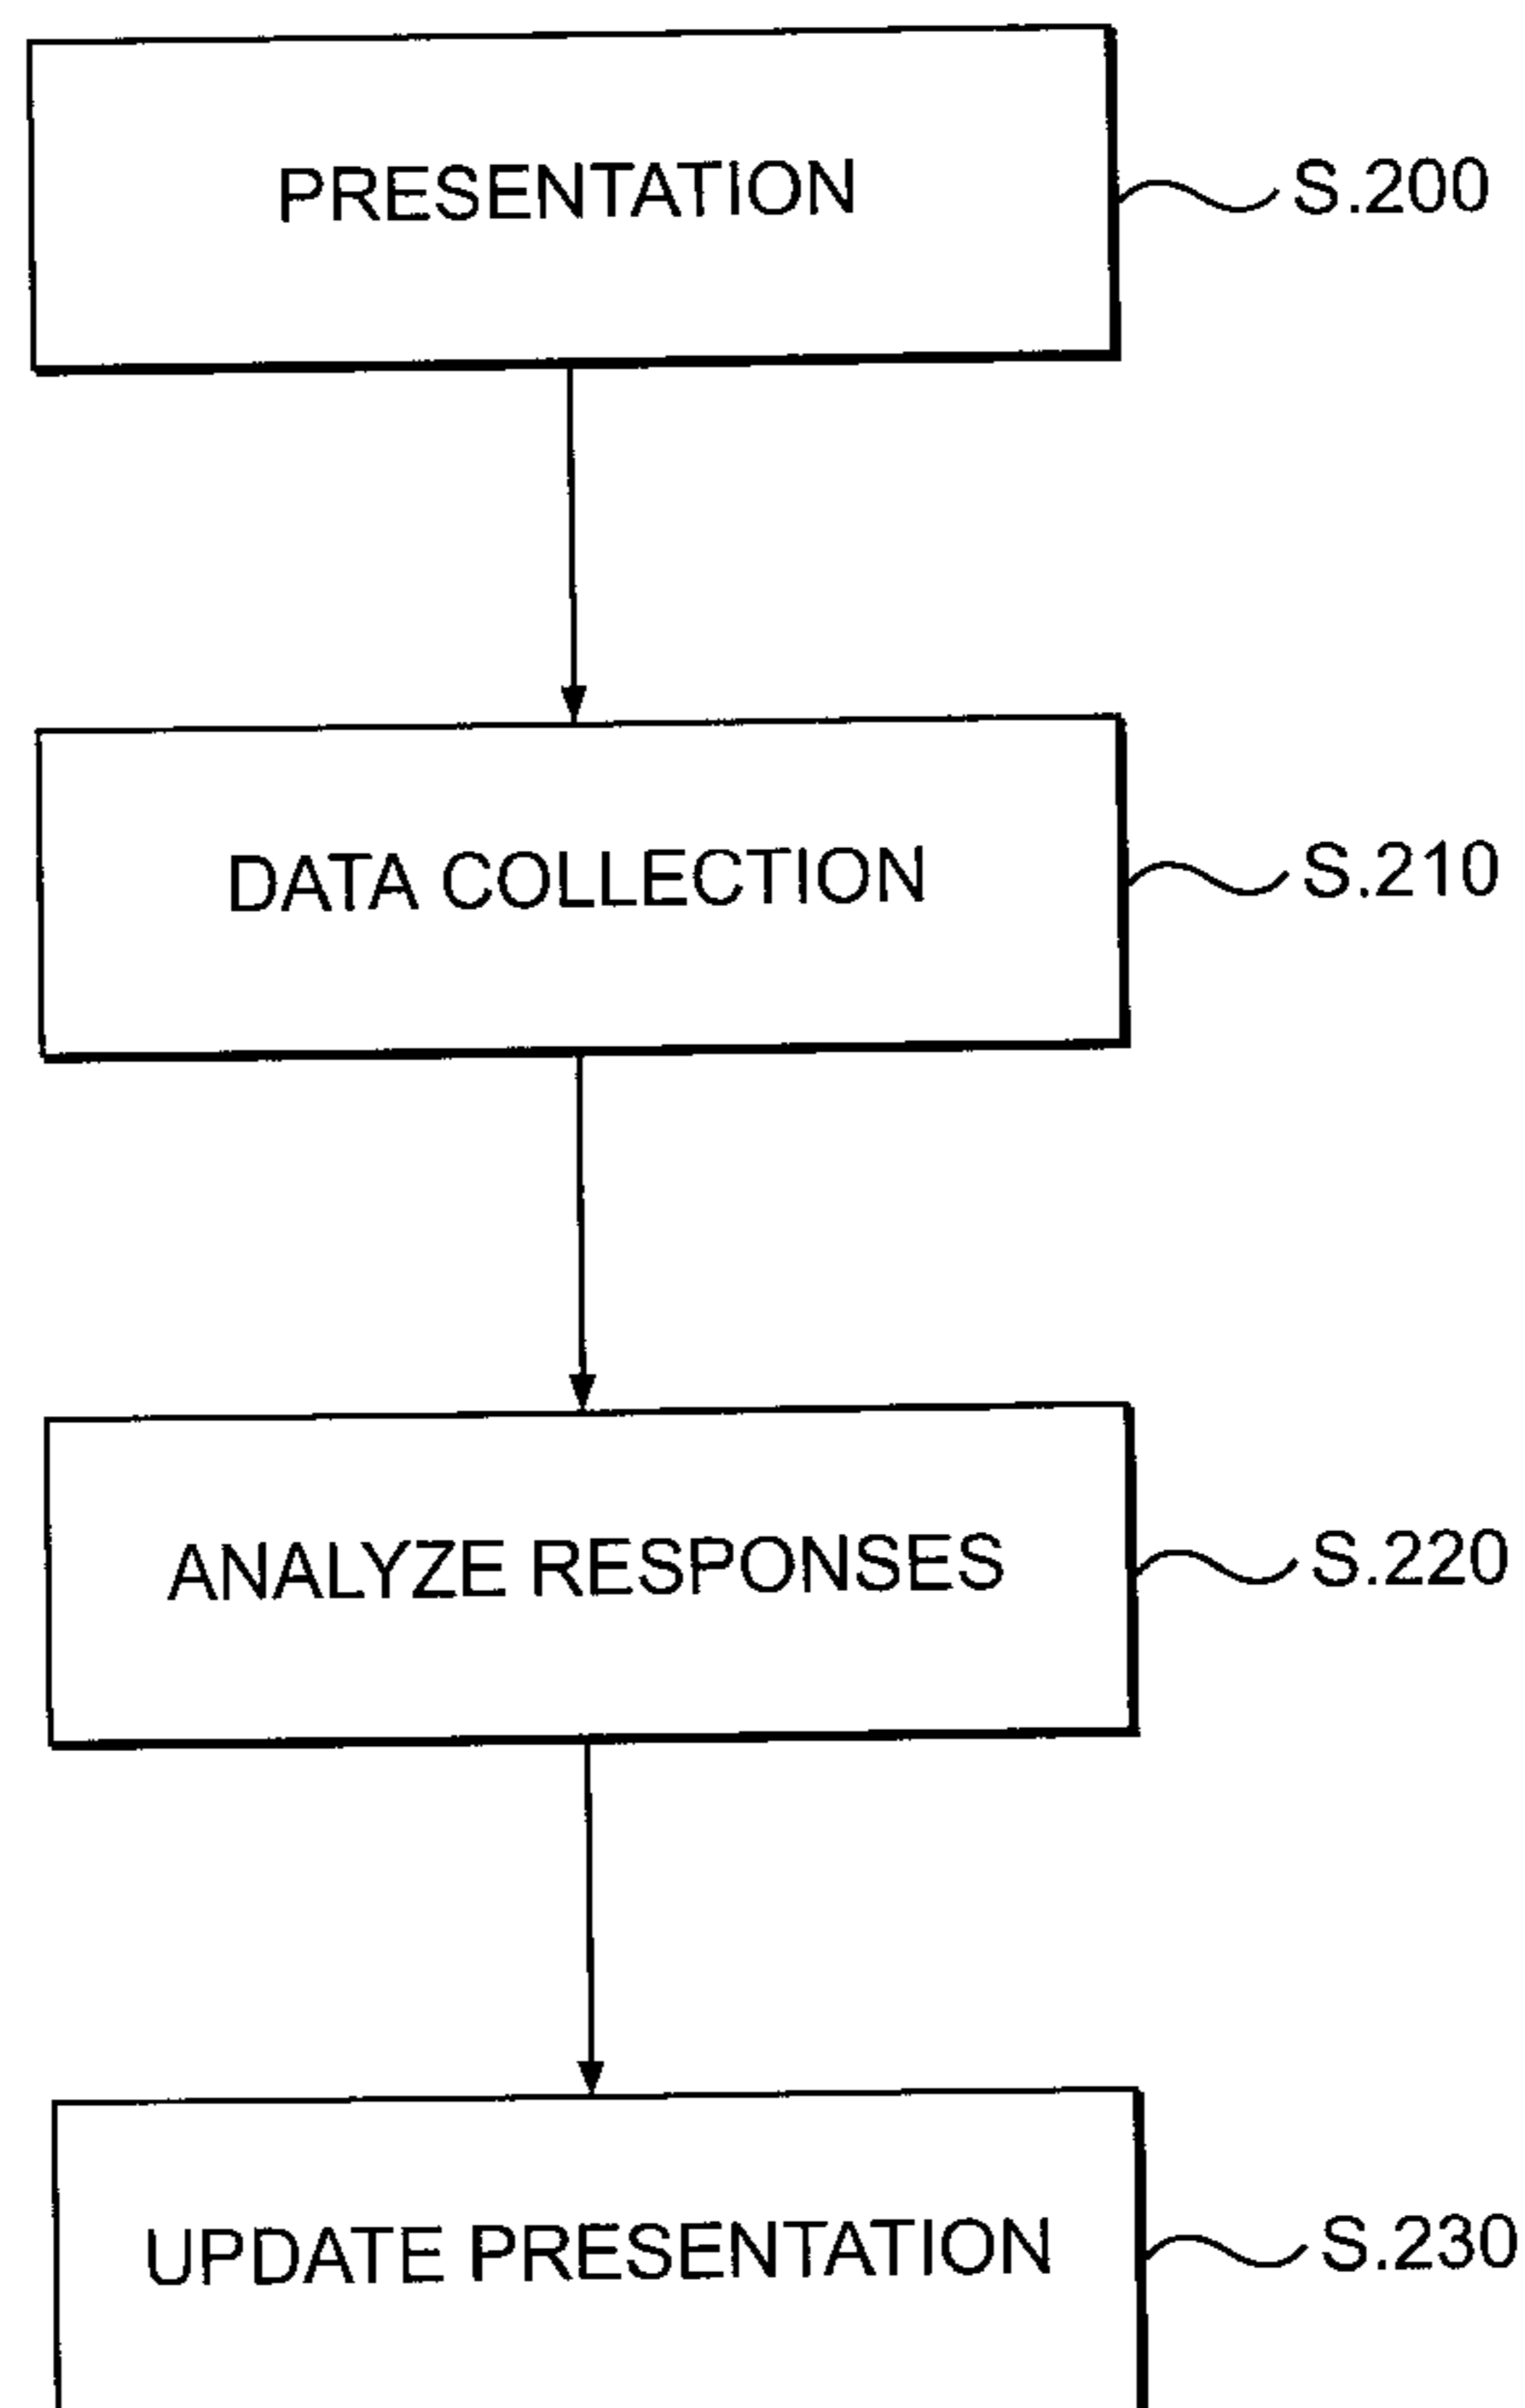 PRESENTATION S.200
DATA COLLECTION S.210
ANALYZE RESPONSES S.220
UPDATE PRESENTATION S.230